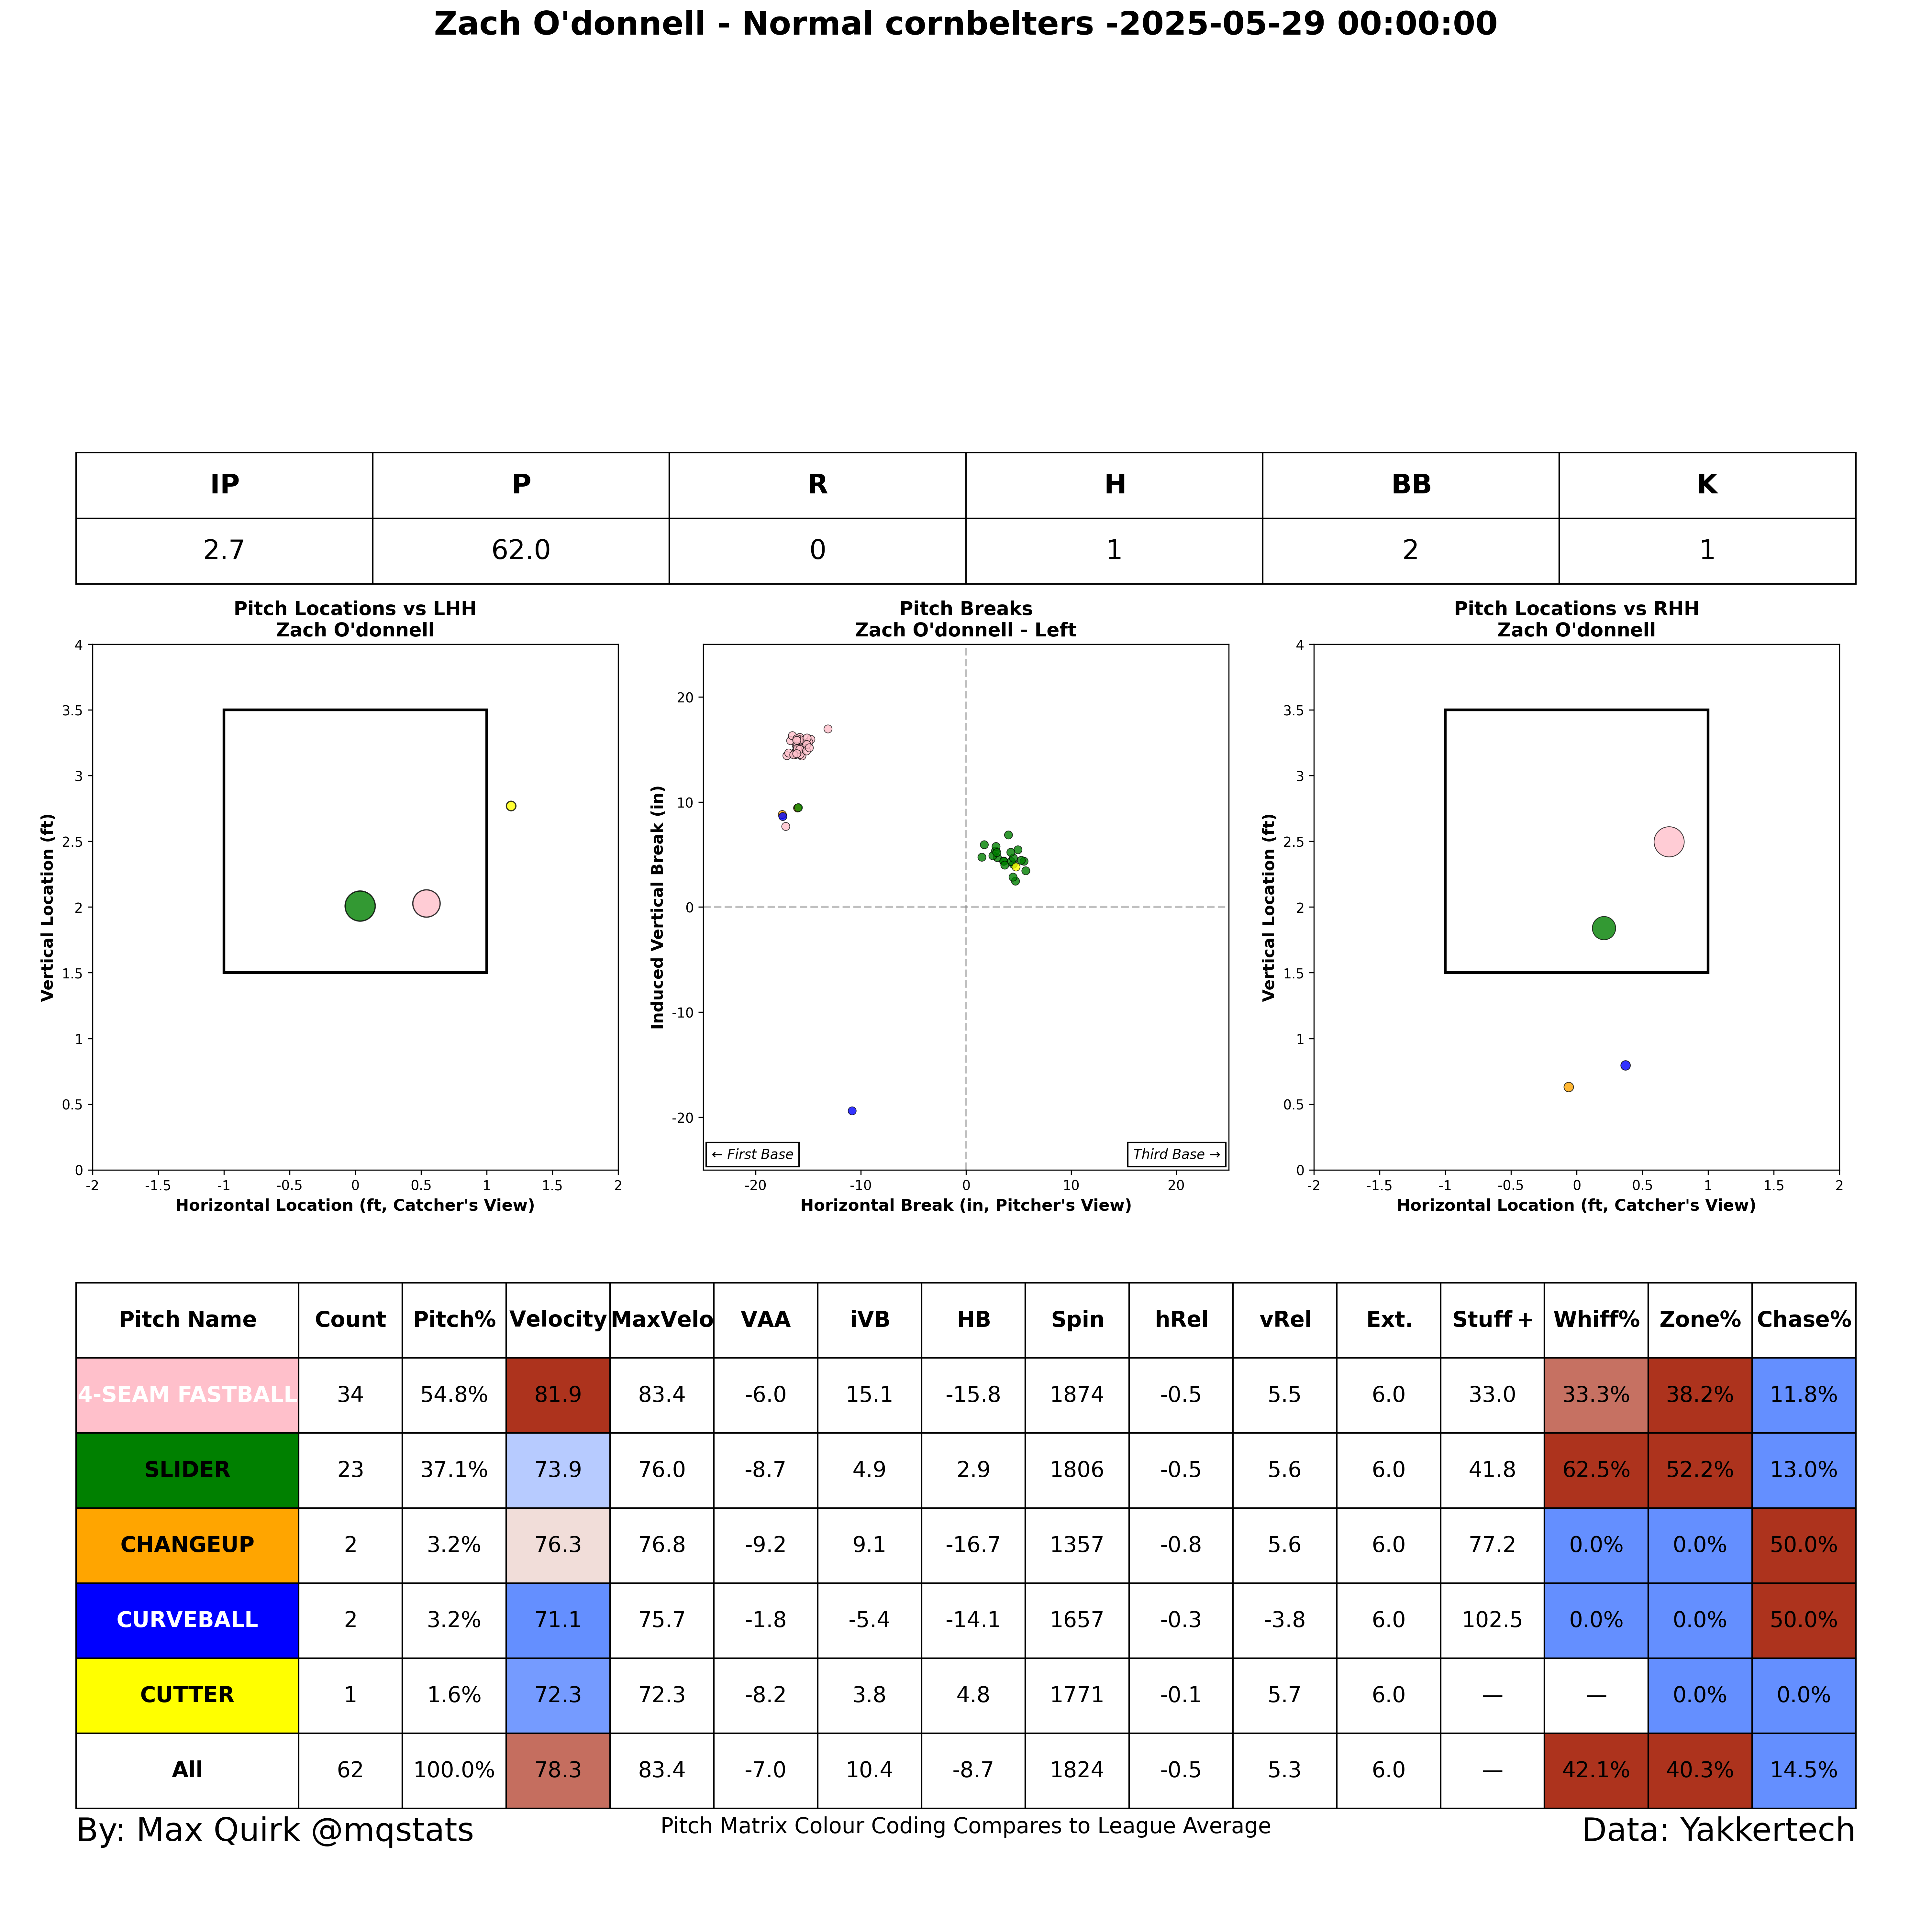 Zach O'donnell - Normal cornbelters -2025-05-29 00:00:00
IP P R H BB K
2.7 62.0 0 1 2 1
Pitch Locations vs LHH
Zach O'donnell
4
3.5
3
2.5
2
1.5
1
0.5
0
Vertical Location (ft)
-2 -1.5 -1 -0.5 0 0.5 1 1.5 2
Horizontal Location (ft, Catcher's View)
Pitch Breaks
Zach O'donnell - Left
20
10
0
-10
-20
Induced Vertical Break (in)
← First Base
Third Base →
-20 -10 0 10 20
Horizontal Break (in, Pitcher's View)
Pitch Locations vs RHH
Zach O'donnell
4
3.5
3
2.5
2
1.5
1
0.5
0
Vertical Location (ft)
-2 -1.5 -1 -0.5 0 0.5 1 1.5 2
Horizontal Location (ft, Catcher's View)
Pitch Name Count Pitch% Velocity MaxVelo VAA iVB HB Spin hRel vRel Ext. Stuff+ Whiff% Zone% Chase%
4-SEAM FASTBALL 34 54.8% 81.9 83.4 -6.0 15.1 -15.8 1874 -0.5 5.5 6.0 33.0 33.3% 38.2% 11.8%
SLIDER 23 37.1% 73.9 76.0 -8.7 4.9 2.9 1806 -0.5 5.6 6.0 41.8 62.5% 52.2% 13.0%
CHANGEUP 2 3.2% 76.3 76.8 -9.2 9.1 -16.7 1357 -0.8 5.6 6.0 77.2 0.0% 0.0% 50.0%
CURVEBALL 2 3.2% 71.1 75.7 -1.8 -5.4 -14.1 1657 -0.3 -3.8 6.0 102.5 0.0% 0.0% 50.0%
CUTTER 1 1.6% 72.3 72.3 -8.2 3.8 4.8 1771 -0.1 5.7 6.0 — — 0.0% 0.0%
All 62 100.0% 78.3 83.4 -7.0 10.4 -8.7 1824 -0.5 5.3 6.0 — 42.1% 40.3% 14.5%
By: Max Quirk @mqstats
Pitch Matrix Colour Coding Compares to League Average
Data: Yakkertech